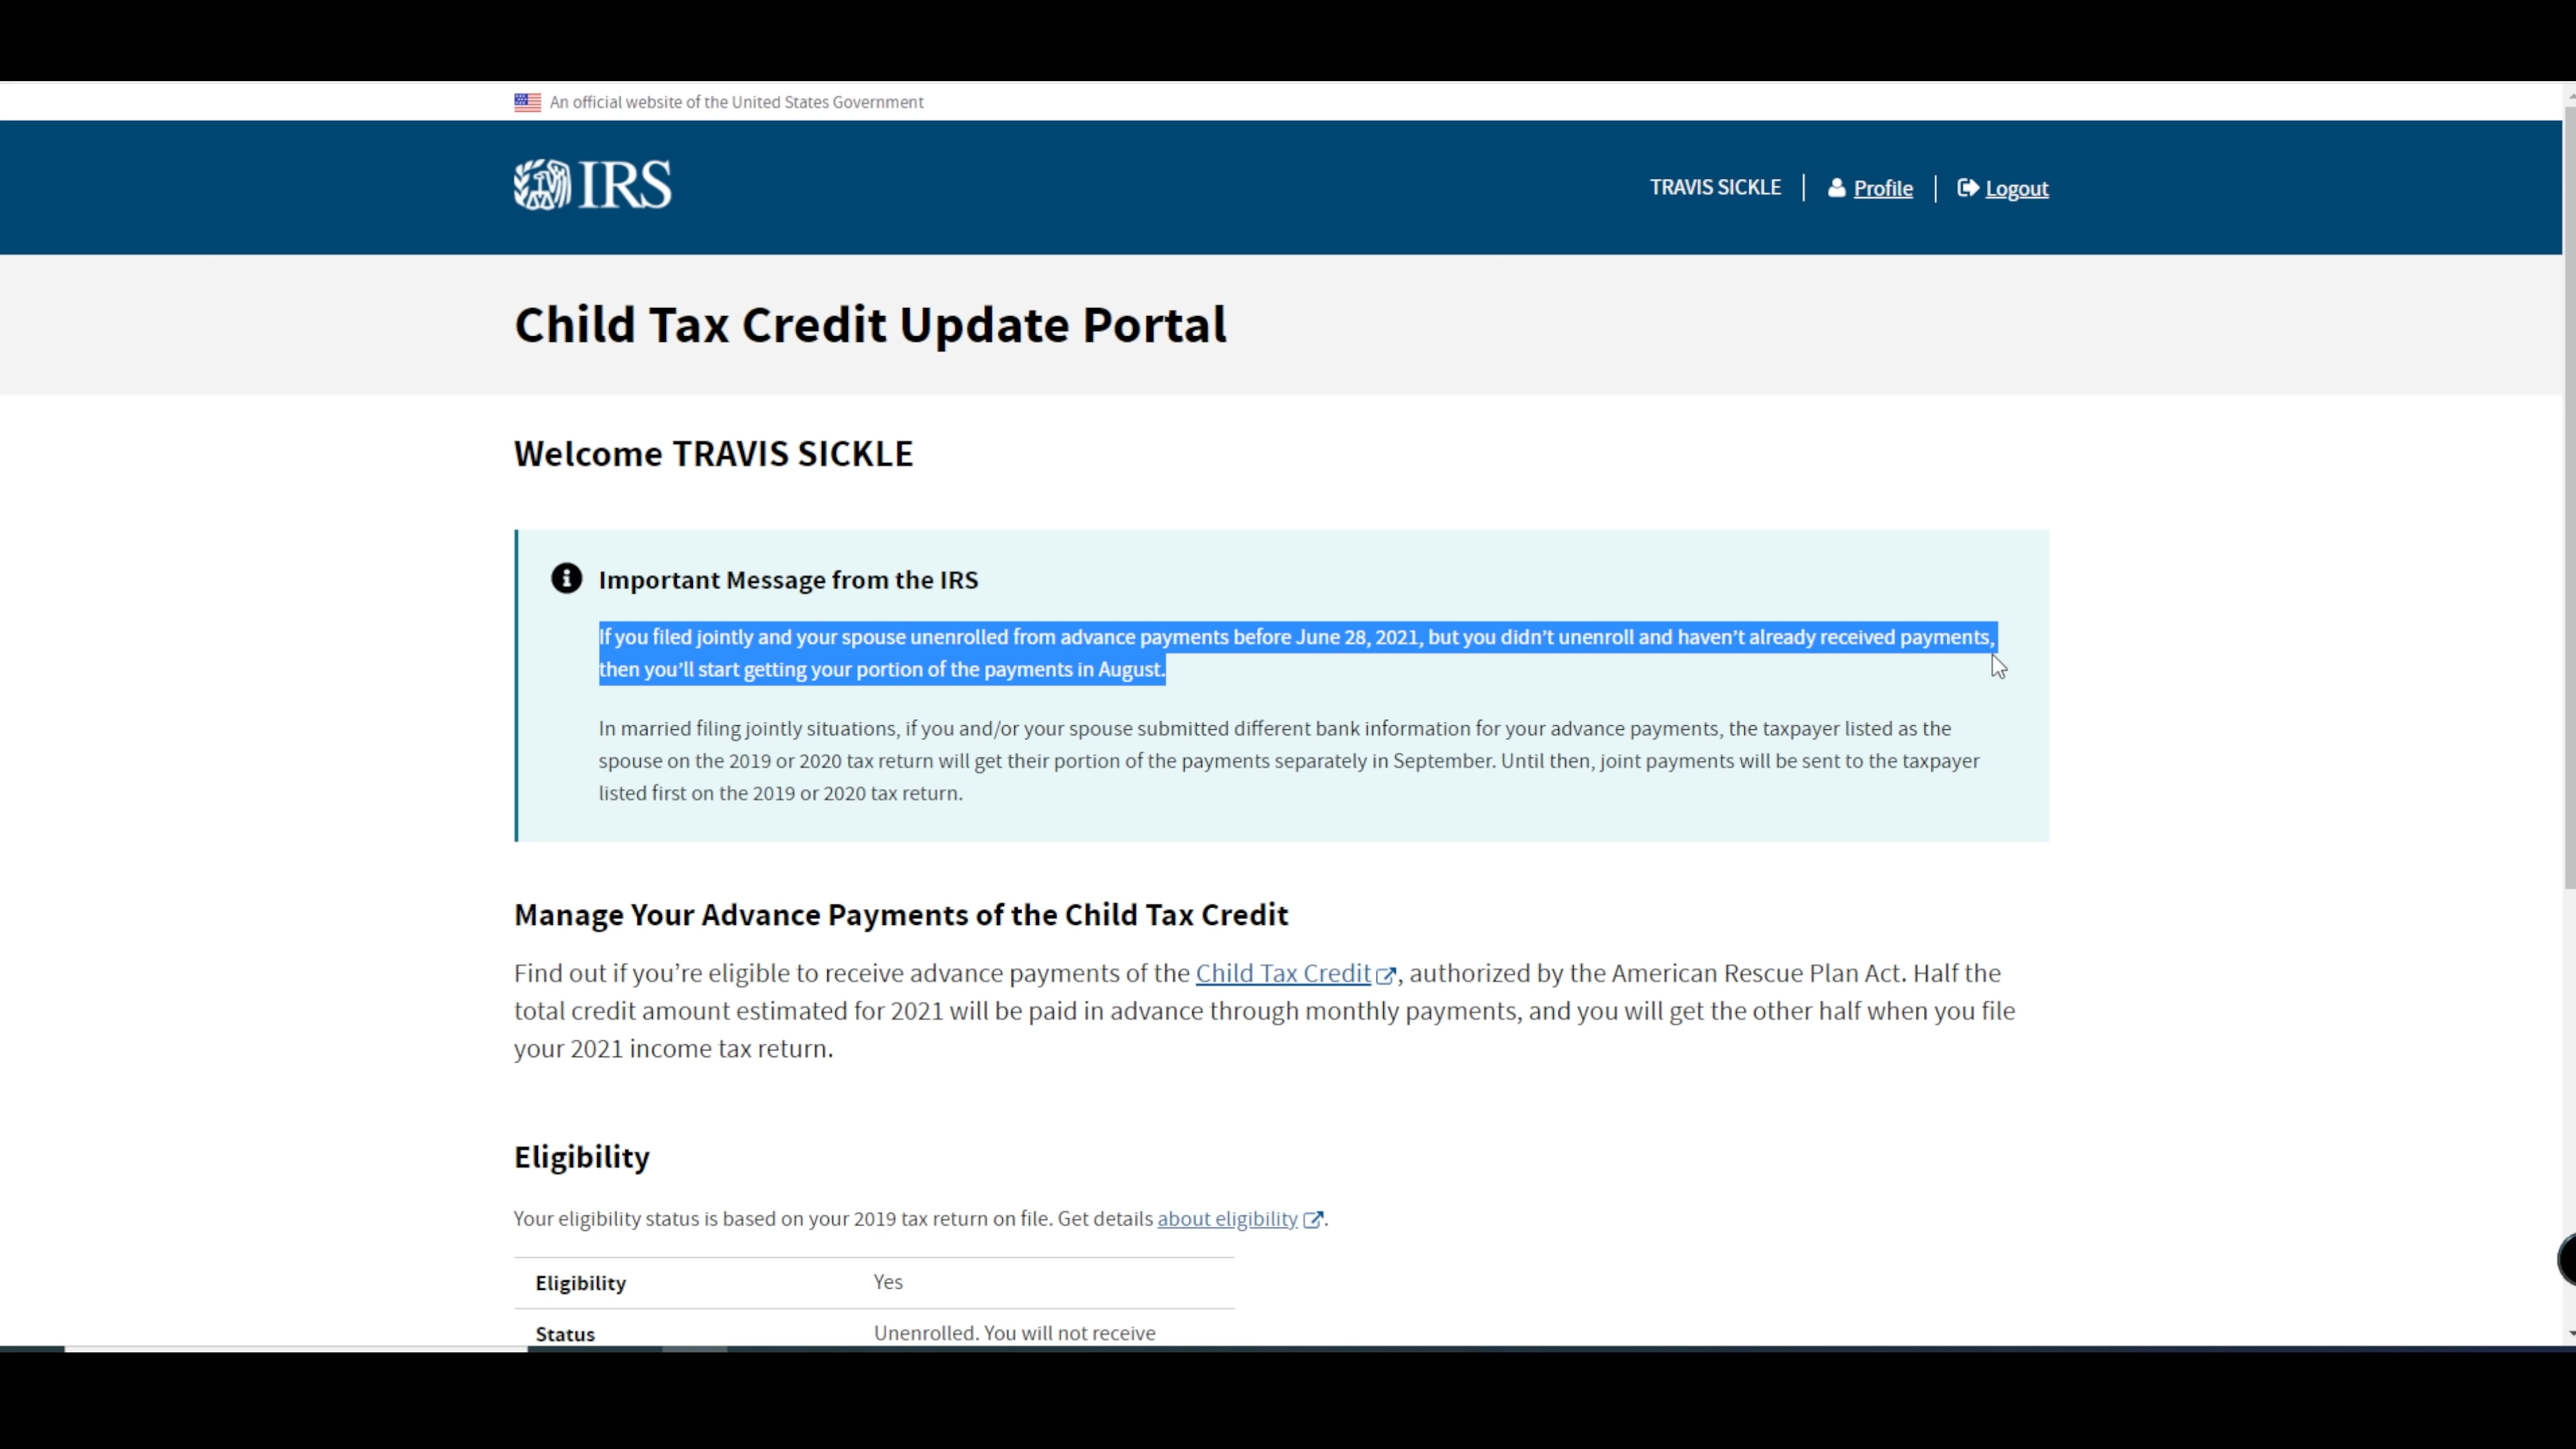 An official website of the United States Government
IRS
TRAVIS SICKLE
Profile
Logout
Child Tax Credit Update Portal
Welcome TRAVIS SICKLE
Important Message from the IRS
If you filed jointly and your spouse unenrolled from advance payments before June 28, 2021, but you didn’t unenroll and haven’t already received payments,
then you’ll start getting your portion of the payments in August.
In married filing jointly situations, if you and/or your spouse submitted different bank information for your advance payments, the taxpayer listed as the
spouse on the 2019 or 2020 tax return will get their portion of the payments separately in September. Until then, joint payments will be sent to the taxpayer
listed first on the 2019 or 2020 tax return.
Manage Your Advance Payments of the Child Tax Credit
Find out if you’re eligible to receive advance payments of the Child Tax Credit, authorized by the American Rescue Plan Act. Half the
total credit amount estimated for 2021 will be paid in advance through monthly payments, and you will get the other half when you file
your 2021 income tax return.
Eligibility
Your eligibility status is based on your 2019 tax return on file. Get details about eligibility.
Eligibility Yes
Status Unenrolled. You will not receive